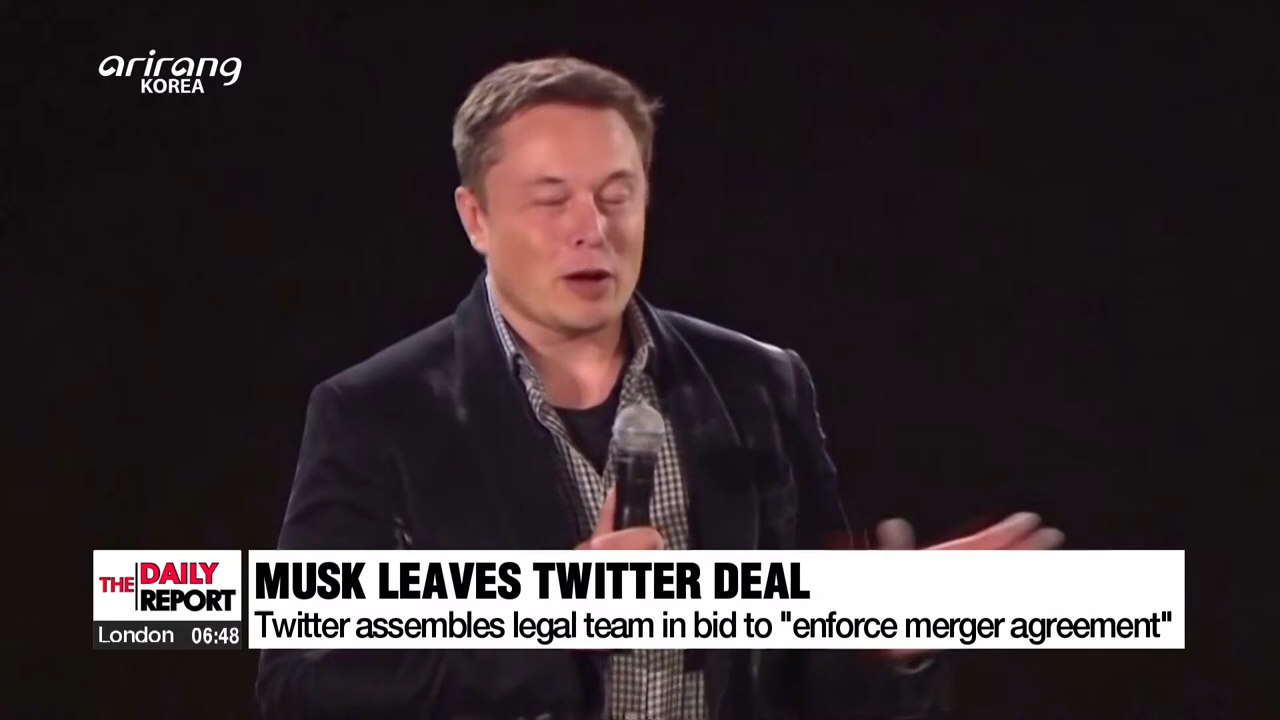 arirang
KOREA
THE DAILY REPORT
MUSK LEAVES TWITTER DEAL
Twitter assembles legal team in bid to "enforce merger agreement"
London 06:48